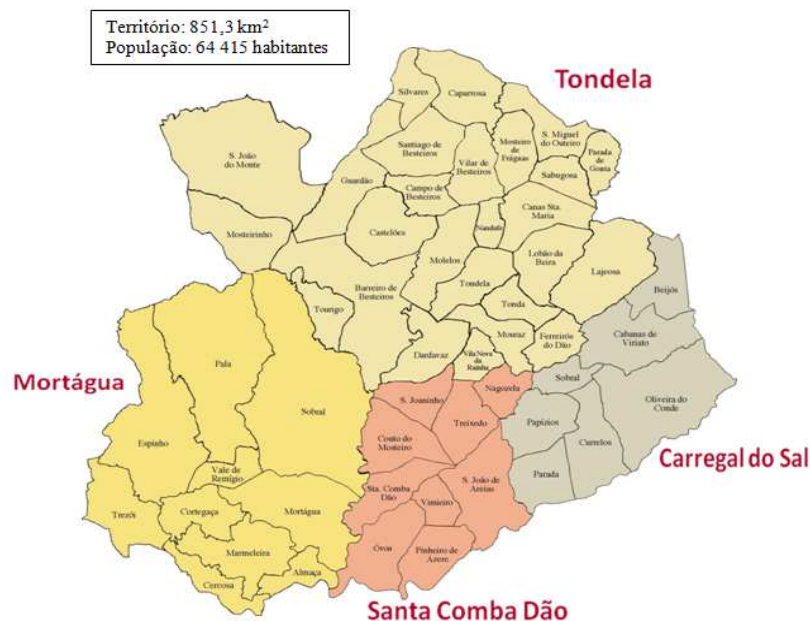 Território: 851,3 km²
População: 64 415 habitantes
Tondela
Silvares
Caparrosa
Santiago de
Besteiros
Mosteiro
de
Fráguas
S. Miguel
do Outeiro
Parada
de
Gonta
S. João
do Monte
Guardão
Vilar de
Besteiros
Sabugosa
Campo de
Besteiros
Canas Sta.
Maria
Mosteirinho
Castelões
Nandufe
Molelos
Lobão da
Beira
Lajeosa
Tondela
Barreiro de
Besteiros
Beijós
Tourigo
Tonda
Mouraz
Ferreirós
do Dão
Cabanas de
Viriato
Dardavaz
Vila Nova
da
Rainha
Mortágua
Pala
Sobral
Nagozela
Sobral
Oliveira do
Conde
S. Joaninho
Treixedo
Papízios
Currelos
Espinho
Couto do
Mosteiro
Carregal do Sal
Vale de
Remígio
Parada
Sta. Comba
Dão
Vimieiro
S. João de
Areias
Cortegaça
Mortágua
Marmeleira
Óvoa
Pinheiro de
Azere
Almaça
Cercosa
Santa Comba Dão